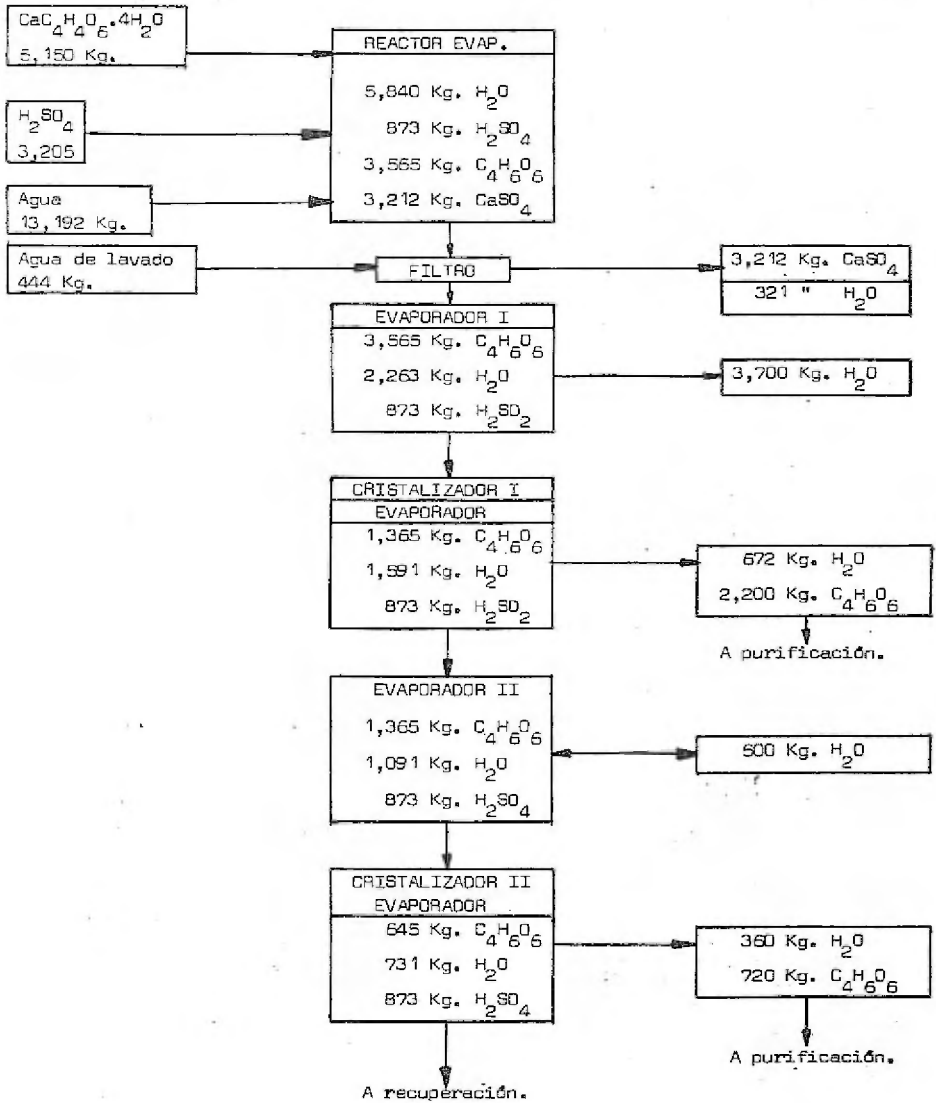 CaC4H4O6.4H2O
5,150 Kg.
H2SO4
3,205
Agua
13,192 Kg.
Agua de lavado
444 Kg.
REACTOR EVAP.
5,840 Kg. H2O
873 Kg. H2SO4
3,565 Kg. C4H6O6
3,212 Kg. CaSO4
FILTRO
3,212 Kg. CaSO4
321 " H2O
EVAPORADOR I
3,565 Kg. C4H6O6
2,263 Kg. H2O
873 Kg. H2SO2
3,700 Kg. H2O
CRISTALIZADOR I
EVAPORADOR
1,365 Kg. C4H6O6
1,591 Kg. H2O
873 Kg. H2SO2
672 Kg. H2O
2,200 Kg. C4H6O6
A purificación.
EVAPORADOR II
1,365 Kg. C4H6O6
1,091 Kg. H2O
873 Kg. H2SO4
500 Kg. H2O
CRISTALIZADOR II
EVAPORADOR
645 Kg. C4H6O6
731 Kg. H2O
873 Kg. H2SO4
360 Kg. H2O
720 Kg. C4H6O6
A purificación.
A recuperación.